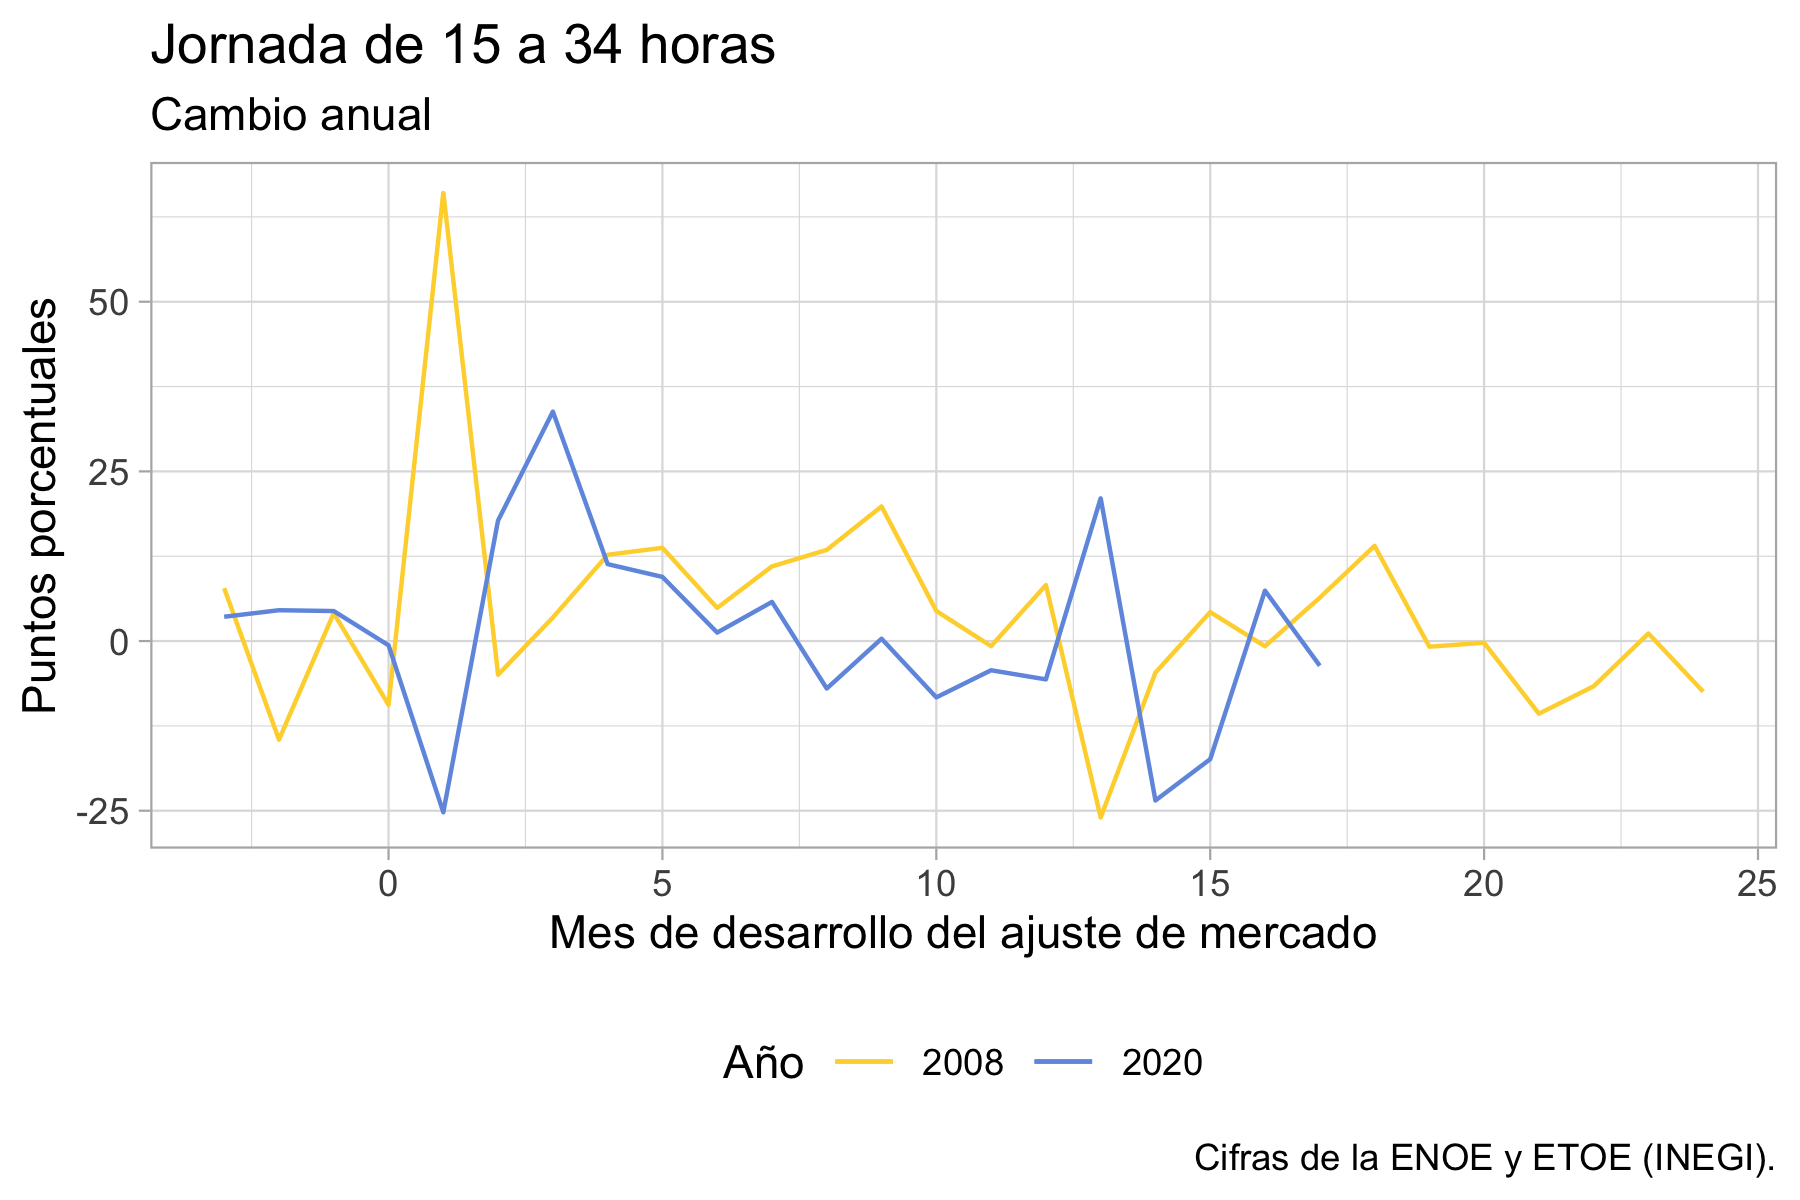 Jornada de 15 a 34 horas
Cambio anual
Puntos porcentuales
50
25
0
-25
0 5 10 15 20 25
Mes de desarrollo del ajuste de mercado
Año 2008 2020
Cifras de la ENOE y ETOE (INEGI).